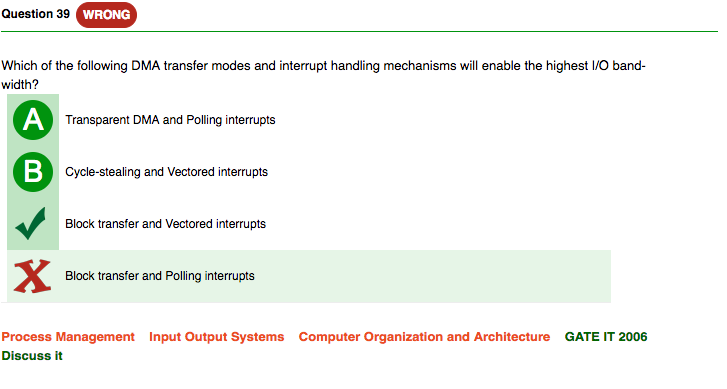 Question 39 WRONG
Which of the following DMA transfer modes and interrupt handling mechanisms will enable the highest I/O band-
width?
A Transparent DMA and Polling interrupts
B Cycle-stealing and Vectored interrupts
Block transfer and Vectored interrupts
Block transfer and Polling interrupts
Process Management Input Output Systems Computer Organization and Architecture GATE IT 2006
Discuss it